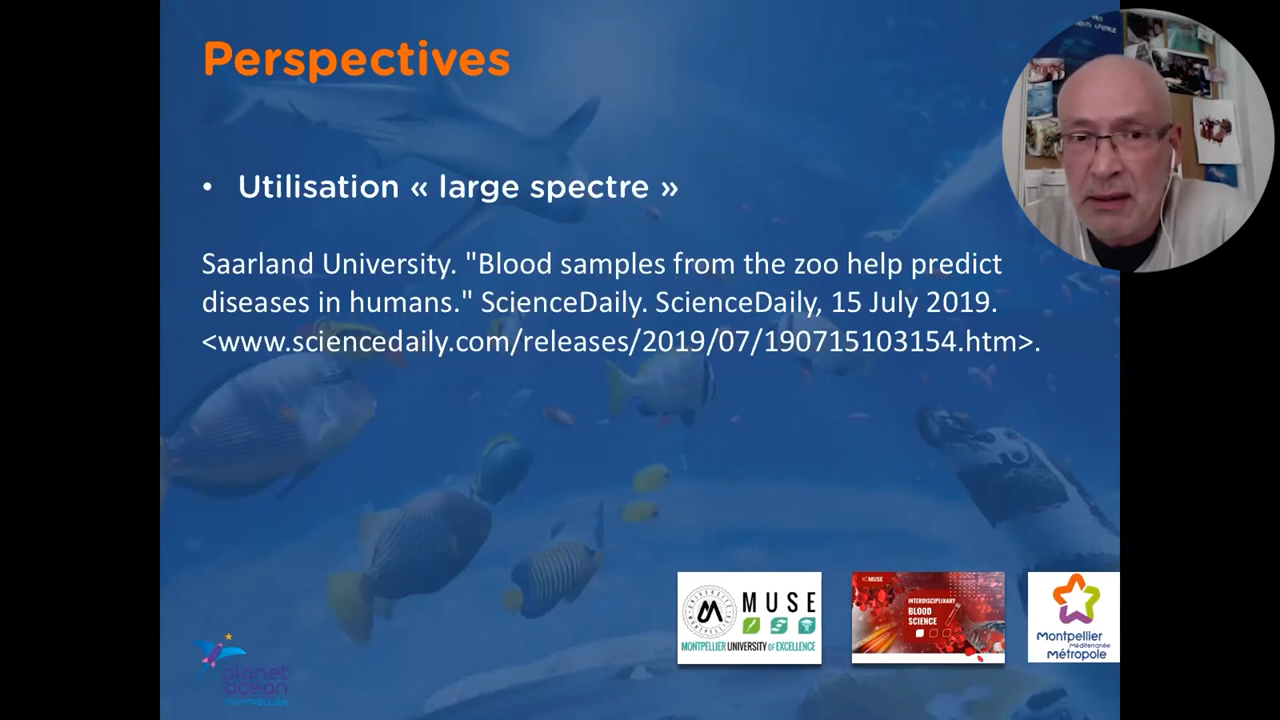 Perspectives
• Utilisation « large spectre »
Saarland University. "Blood samples from the zoo help predict
diseases in humans." ScienceDaily. ScienceDaily, 15 July 2019.
<www.sciencedaily.com/releases/2019/07/190715103154.htm>.
MUSE
MONTPELLIER UNIVERSITY OF EXCELLENCE
MUSE
INTERDISCIPLINARY
BLOOD
SCIENCE
Montpellier
Méditerranée
Métropole
planet
ocean
MONTPELLIER